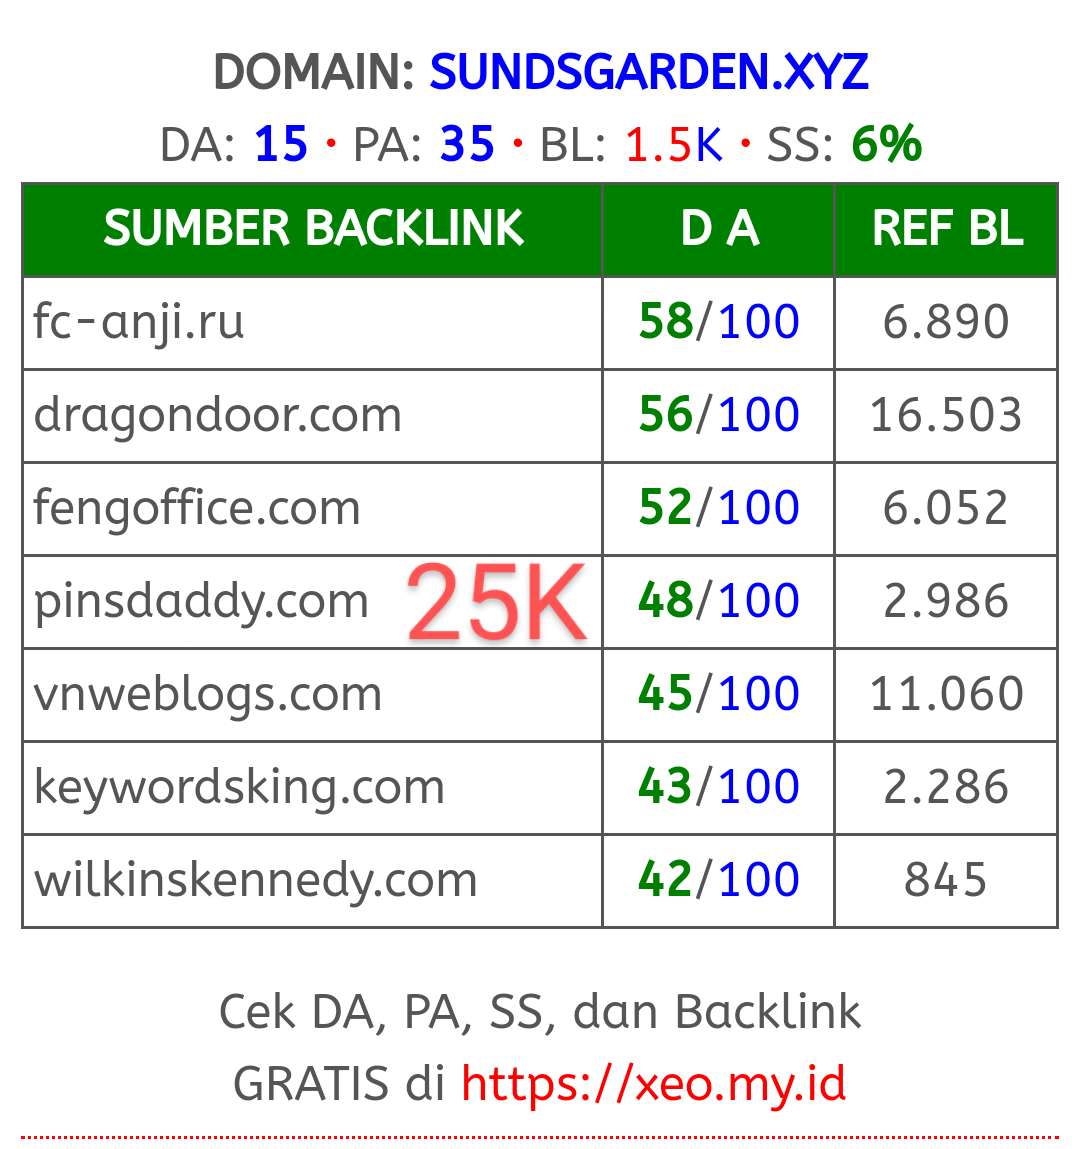 DOMAIN: SUNDSGARDEN.XYZ
DA: 15 • PA: 35 • BL: 1.5K • SS: 6%
SUMBER BACKLINK D A REF BL
fc-anji.ru 58/100 6.890
dragondoor.com 56/100 16.503
fengoffice.com 52/100 6.052
pinsdaddy.com 25K 48/100 2.986
vnweblogs.com 45/100 11.060
keywordsking.com 43/100 2.286
wilkinskennedy.com 42/100 845
Cek DA, PA, SS, dan Backlink
GRATIS di https://xeo.my.id